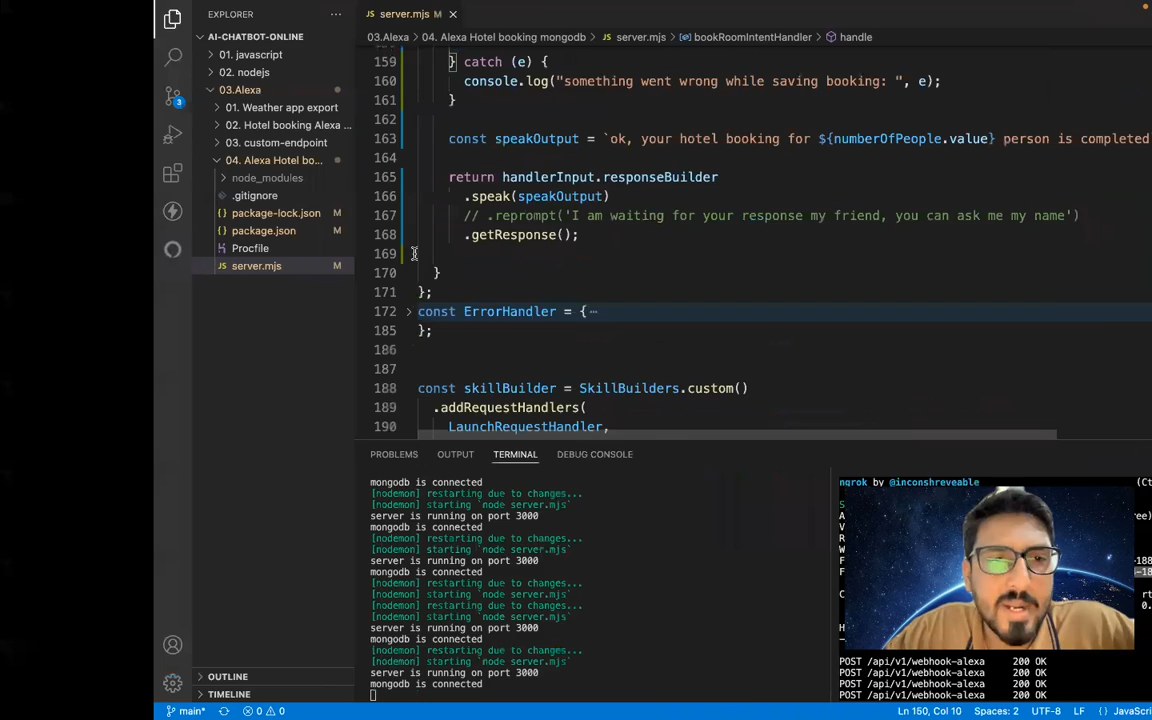 EXPLORER
AI-CHATBOT-ONLINE
01. javascript
02. nodejs
03.Alexa
01. Weather app export
02. Hotel booking Alexa ...
03. custom-endpoint
04. Alexa Hotel bo...
node_modules
.gitignore
package-lock.json M
package.json M
Procfile
server.mjs M
OUTLINE
TIMELINE
3
server.mjs M
03.Alexa > 04. Alexa Hotel booking mongodb > server.mjs > bookRoomIntentHandler > handle
159 } catch (e) {
160 console.log("something went wrong while saving booking: ", e);
161 }
162
163 const speakOutput = `ok, your hotel booking for ${numberOfPeople.value} person is completed
164
165 return handlerInput.responseBuilder
166 .speak(speakOutput)
167 // .reprompt('I am waiting for your response my friend, you can ask me my name')
168 .getResponse();
169
170 }
171 };
172 const ErrorHandler = {…
185 };
186
187
188 const skillBuilder = SkillBuilders.custom()
189 .addRequestHandlers(
190 LaunchRequestHandler,
PROBLEMS OUTPUT TERMINAL DEBUG CONSOLE
mongodb is connected
[nodemon] restarting due to changes...
[nodemon] starting `node server.mjs`
server is running on port 3000
mongodb is connected
[nodemon] restarting due to changes...
[nodemon] starting `node server.mjs`
server is running on port 3000
mongodb is connected
[nodemon] restarting due to changes...
[nodemon] starting `node server.mjs`
[nodemon] restarting due to changes...
[nodemon] starting `node server.mjs`
server is running on port 3000
mongodb is connected
[nodemon] restarting due to changes...
[nodemon] starting `node server.mjs`
server is running on port 3000
mongodb is connected
ngrok by @inconshreveable (Ct
POST /api/v1/webhook-alexa 200 OK
POST /api/v1/webhook-alexa 200 OK
POST /api/v1/webhook-alexa 200 OK
POST /api/v1/webhook-alexa 200 OK
main* 0 0 Ln 150, Col 10 Spaces: 2 UTF-8 LF {} JavaScri